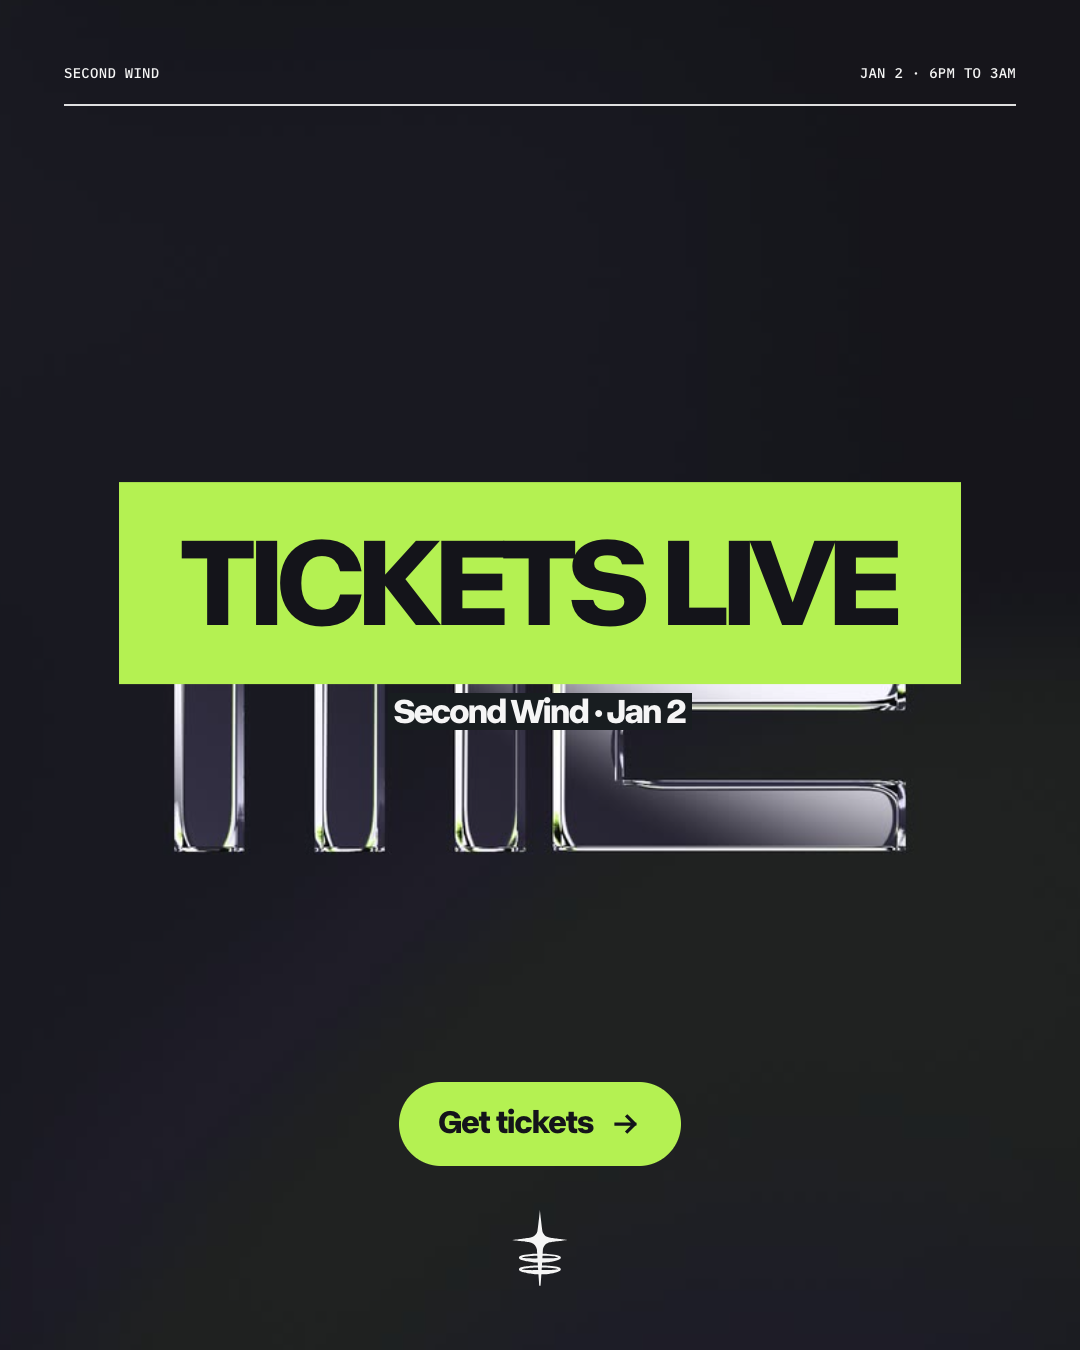 SECOND WIND
JAN 2 · 6PM TO 3AM
TICKETS LIVE
Second Wind · Jan 2
Get tickets →